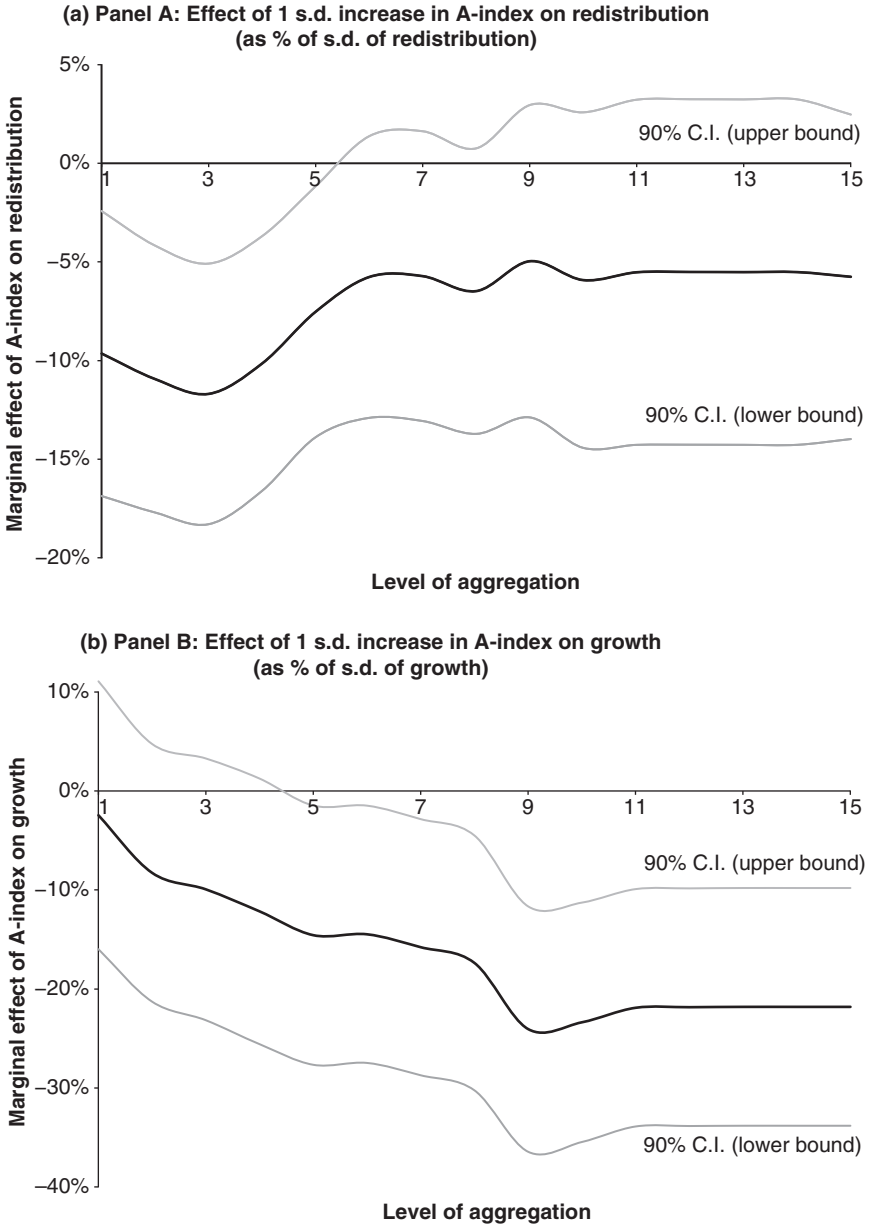 (a) Panel A: Effect of 1 s.d. increase in A-index on redistribution
(as % of s.d. of redistribution)
Marginal effect of A-index on redistribution
5%
0%
–5%
–10%
–15%
–20%
1 3 5 7 9 11 13 15
90% C.I. (upper bound)
90% C.I. (lower bound)
Level of aggregation
(b) Panel B: Effect of 1 s.d. increase in A-index on growth
(as % of s.d. of growth)
Marginal effect of A-index on growth
10%
0%
–10%
–20%
–30%
–40%
1 3 5 7 9 11 13 15
90% C.I. (upper bound)
90% C.I. (lower bound)
Level of aggregation